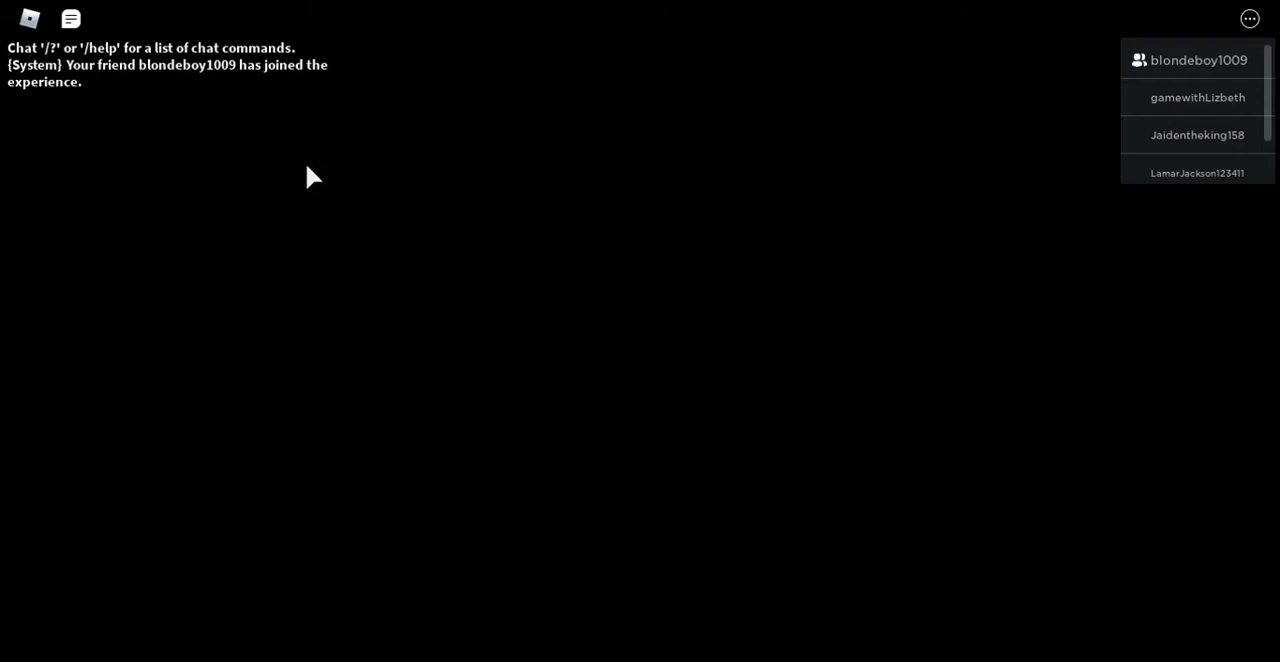 Chat '/?' or '/help' for a list of chat commands.
{System} Your friend blondeboy1009 has joined the
experience.
blondeboy1009
gamewithLizbeth
Jaidentheking158
LamarJackson123411